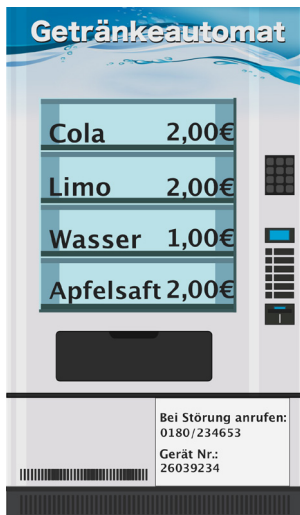 Getränkeautomat
Cola 2,00€
Limo 2,00€
Wasser 1,00€
Apfelsaft 2,00€
Bei Störung anrufen:
0180/234653
Gerät Nr.:
26039234